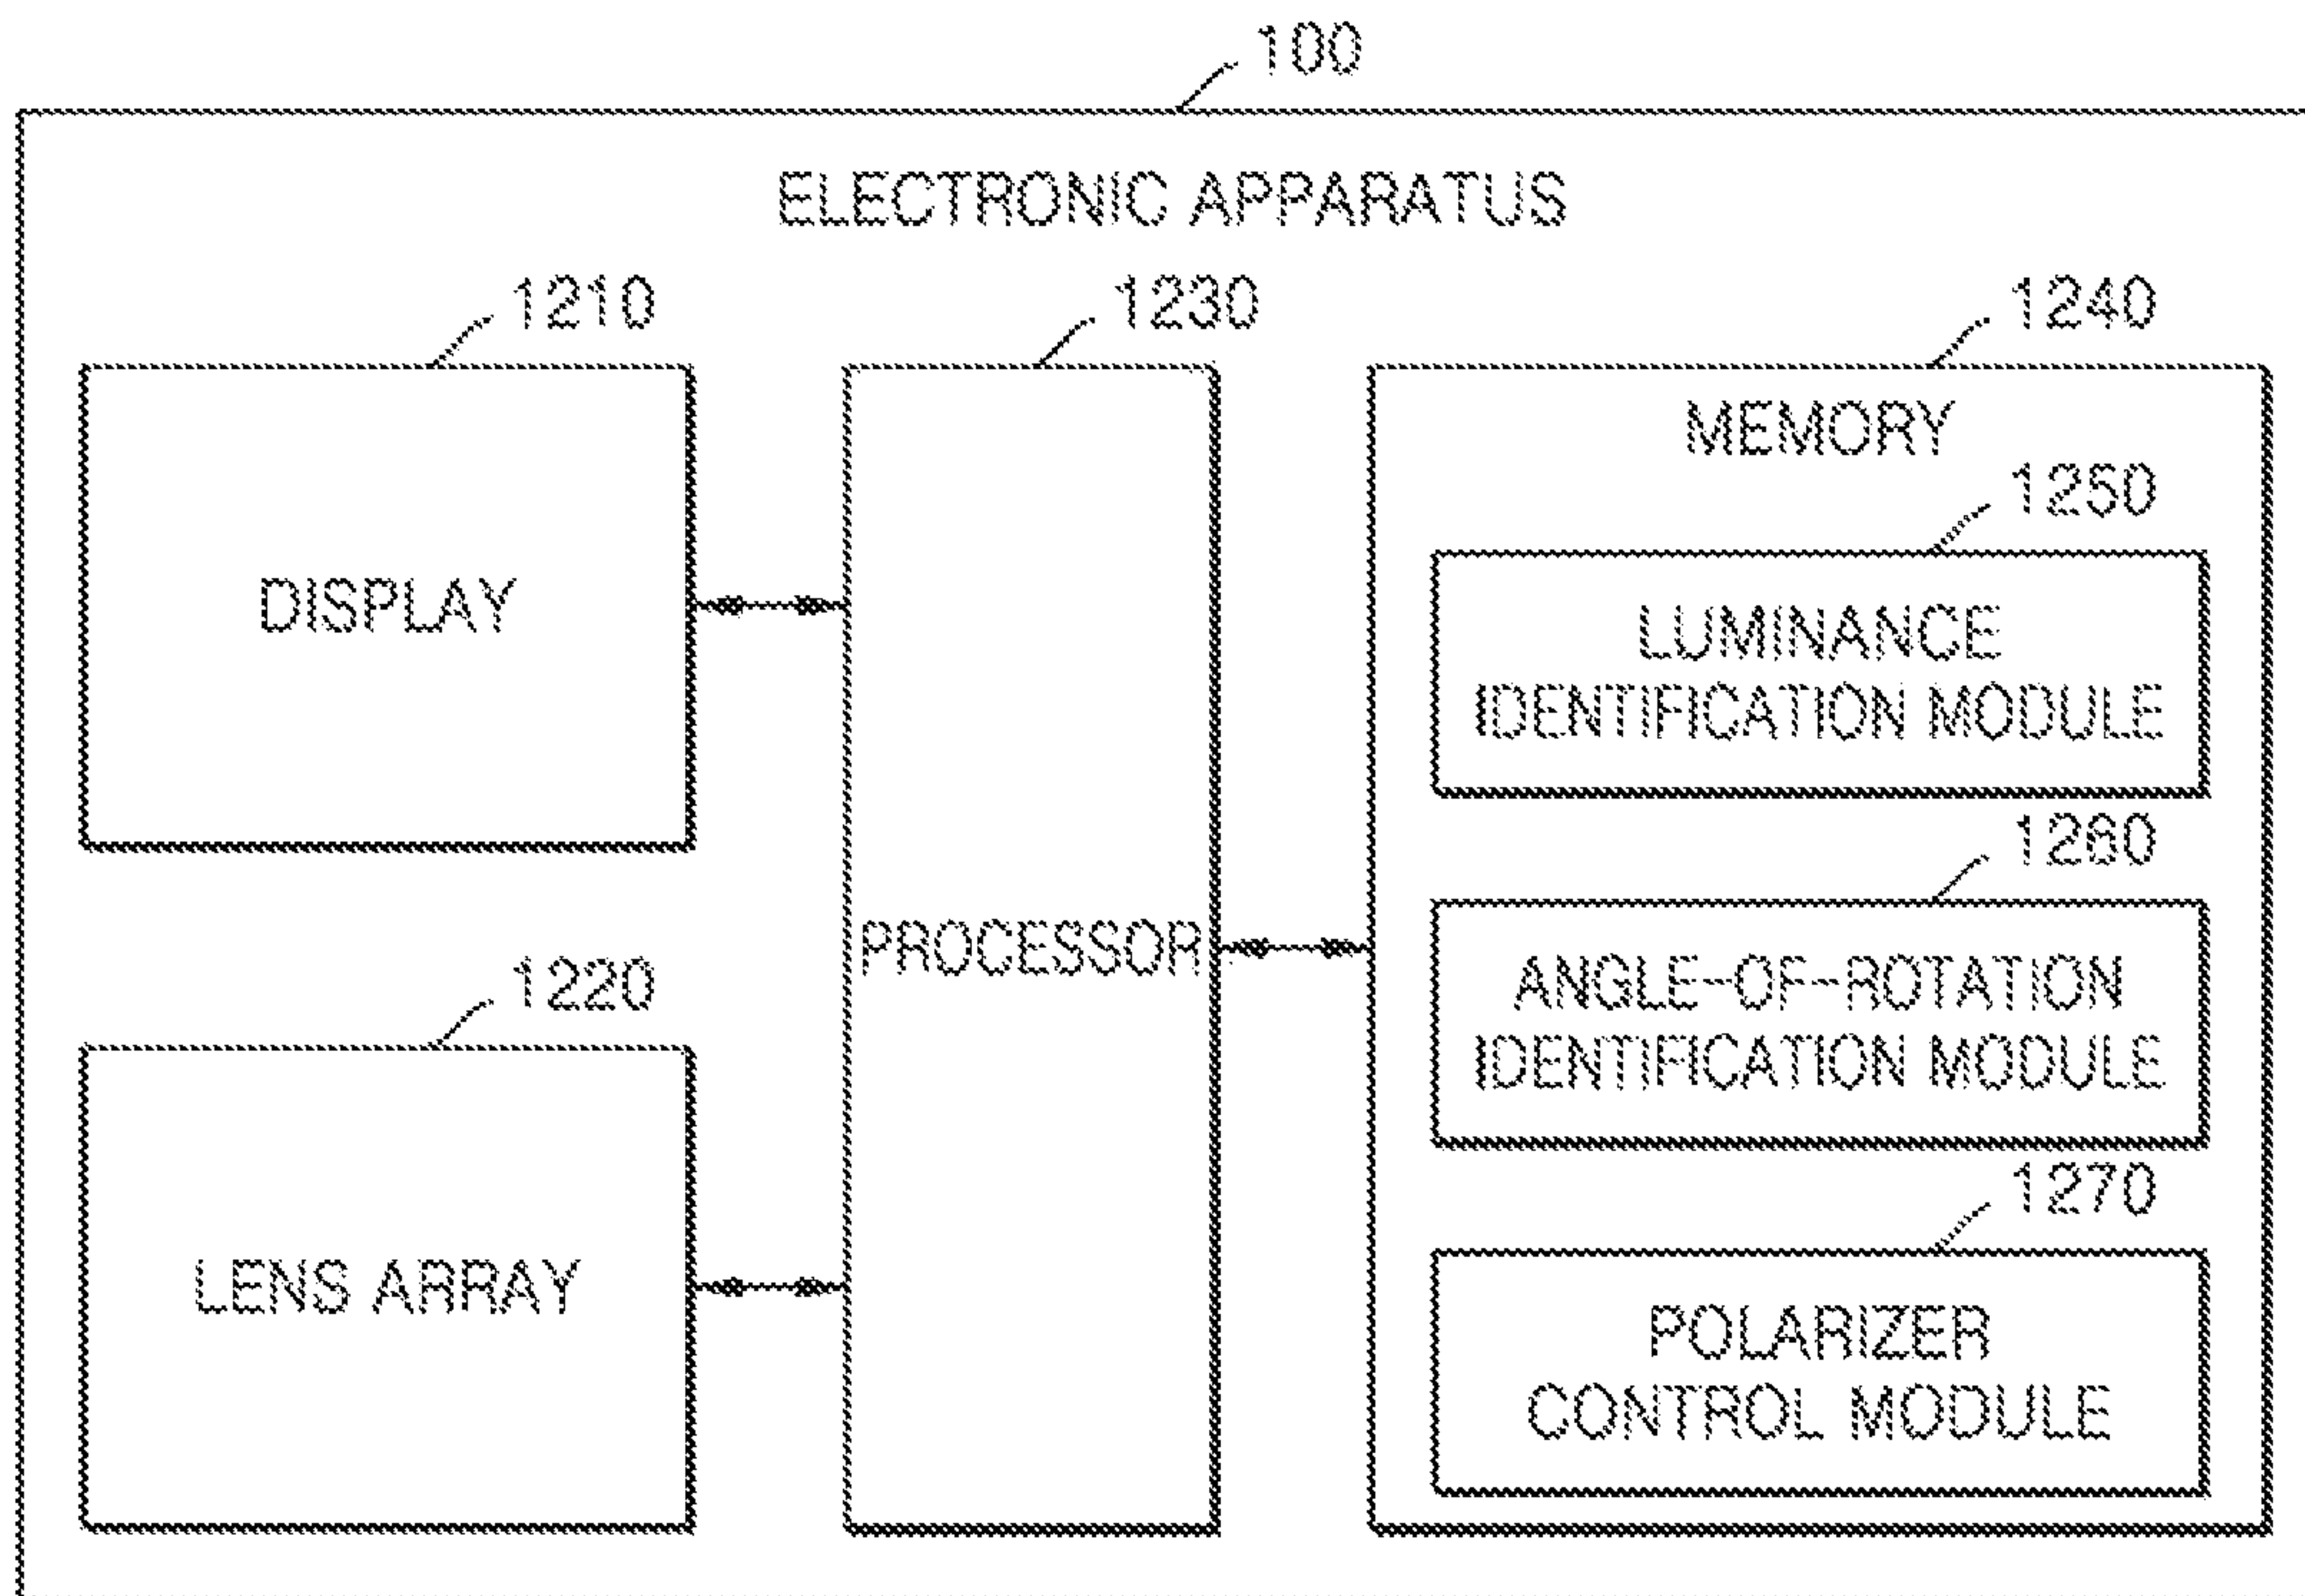 100
ELECTRONIC APPARATUS
1210
1230
1240
MEMORY
1250
DISPLAY
LUMINANCE
IDENTIFICATION MODULE
1260
1220
PROCESSOR
ANGLE-OF-ROTATION
IDENTIFICATION MODULE
1270
LENS ARRAY
POLARIZER
CONTROL MODULE